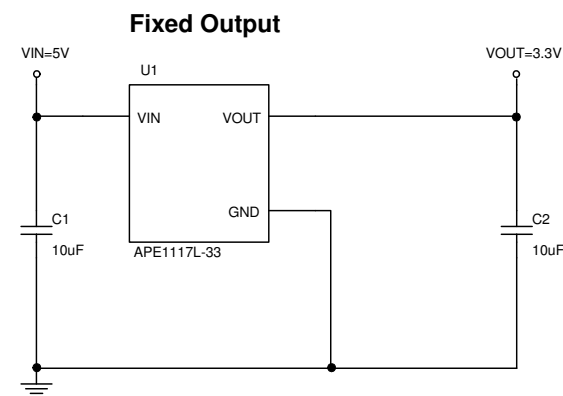 Fixed Output
VIN=5V
VOUT=3.3V
U1
VIN
VOUT
GND
C1
10uF
C2
10uF
APE1117L-33